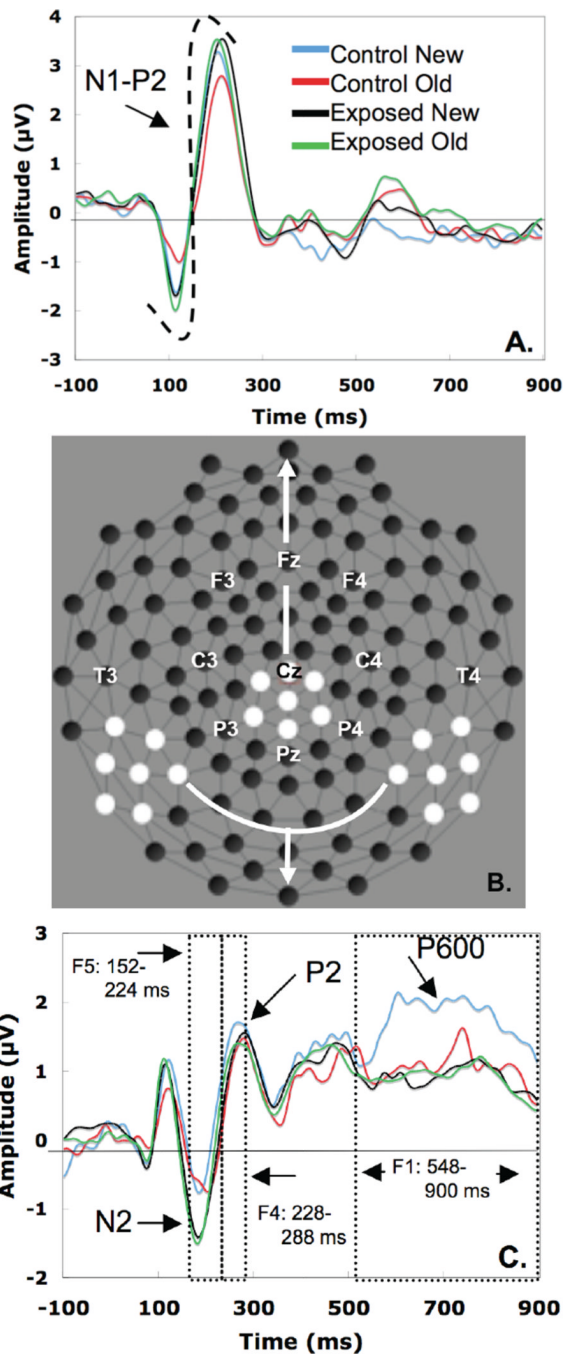 4
3
2
1
0
-1
-2
-3
Amplitude (µV)
N1-P2
Control New
Control Old
Exposed New
Exposed Old
A.
-100 100 300 500 700 900
Time (ms)
Fz
F3 F4
C3 Cz C4
T3 T4
P3 P4
Pz
B.
3
2
1
0
-1
-2
Amplitude (µV)
F5: 152-
224 ms
P2
P600
N2
F4: 228-
288 ms
F1: 548-
900 ms
C.
-100 100 300 500 700 900
Time (ms)